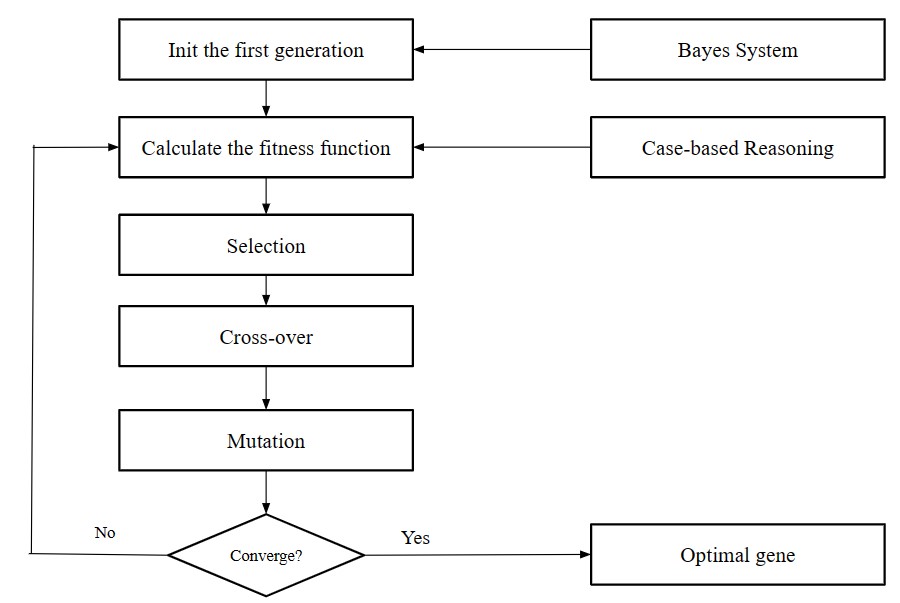 Init the first generation
Bayes System
Calculate the fitness function
Case-based Reasoning
Selection
Cross-over
Mutation
No
Converge?
Yes
Optimal gene